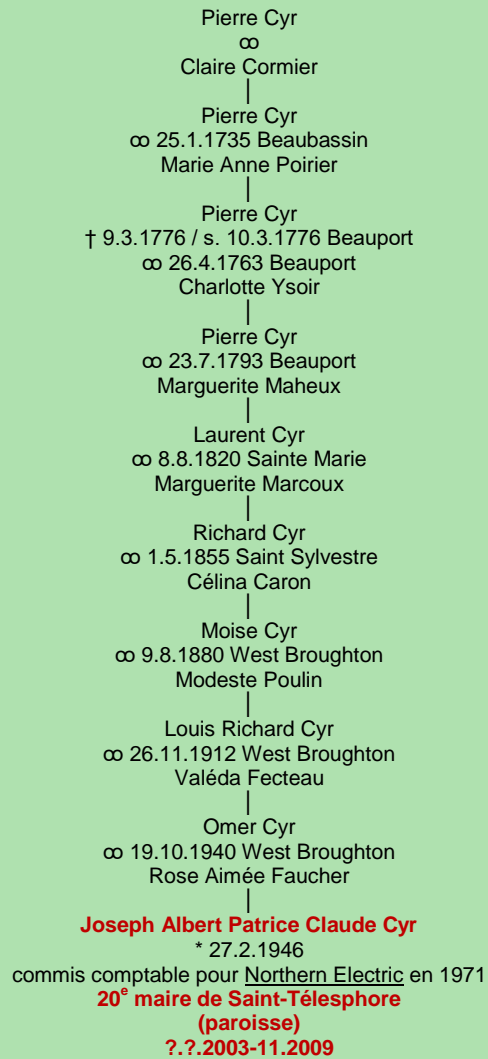 Pierre Cyr
ꝏ
Claire Cormier
|
Pierre Cyr
ꝏ 25.1.1735 Beaubassin
Marie Anne Poirier
|
Pierre Cyr
† 9.3.1776 / s. 10.3.1776 Beauport
ꝏ 26.4.1763 Beauport
Charlotte Ysoir
|
Pierre Cyr
ꝏ 23.7.1793 Beauport
Marguerite Maheux
|
Laurent Cyr
ꝏ 8.8.1820 Sainte Marie
Marguerite Marcoux
|
Richard Cyr
ꝏ 1.5.1855 Saint Sylvestre
Célina Caron
|
Moise Cyr
ꝏ 9.8.1880 West Broughton
Modeste Poulin
|
Louis Richard Cyr
ꝏ 26.11.1912 West Broughton
Valéda Fecteau
|
Omer Cyr
ꝏ 19.10.1940 West Broughton
Rose Aimée Faucher
|
Joseph Albert Patrice Claude Cyr
* 27.2.1946
commis comptable pour Northern Electric en 1971
20e maire de Saint-Télesphore
(paroisse)
?.?.2003-11.2009